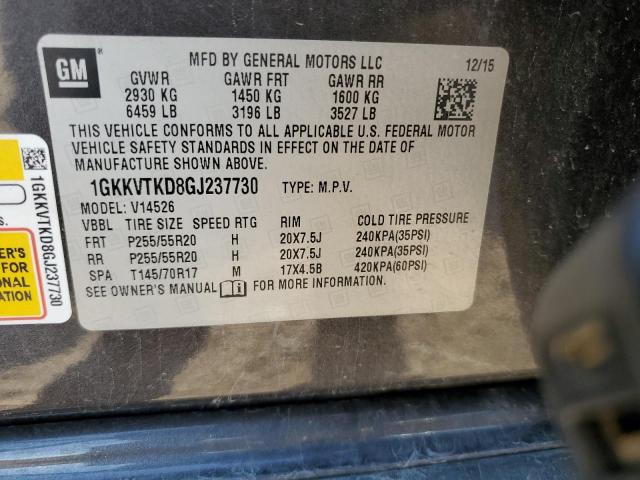 GM
MFD BY GENERAL MOTORS LLC 12/15
GVWR GAWR FRT GAWR RR
2930 KG 1450 KG 1600 KG
6459 LB 3196 LB 3527 LB
THIS VEHICLE CONFORMS TO ALL APPLICABLE U.S. FEDERAL MOTOR
VEHICLE SAFETY STANDARDS IN EFFECT ON THE DATE OF
MANUFACTURE SHOWN ABOVE.
1GKKVTKD8GJ237730 TYPE: M.P.V.
MODEL: V14526
VBBL TIRE SIZE SPEED RTG RIM COLD TIRE PRESSURE
FRT P255/55R20 H 20X7.5J 240KPA(35PSI)
RR P255/55R20 H 20X7.5J 240KPA(35PSI)
SPA T145/70R17 M 17X4.5B 420KPA(60PSI)
SEE OWNER'S MANUAL FOR MORE INFORMATION.
1GKKVTKD8GJ237730
S.
FOR
ONAL
ATION